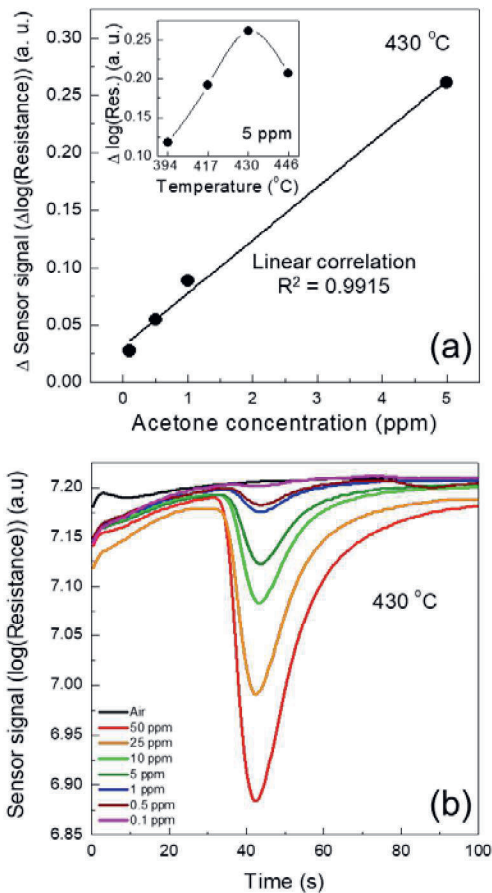 0.30
0.25
0.20
0.15
0.10
0.05
0.00
Δ Sensor signal (Δlog(Resistance)) (a. u.)
430 °C
0.25
0.20
0.15
0.10
Δ log(Res.) (a. u.)
5 ppm
394 417 430 446
Temperature (°C)
Linear correlation
R² = 0.9915
(a)
0 1 2 3 4 5
Acetone concentration (ppm)
7.20
7.15
7.10
7.05
7.00
6.95
6.90
6.85
Sensor signal (log(Resistance)) (a.u)
430 °C
Air
50 ppm
25 ppm
10 ppm
5 ppm
1 ppm
0.5 ppm
0.1 ppm
(b)
0 20 40 60 80 100
Time (s)